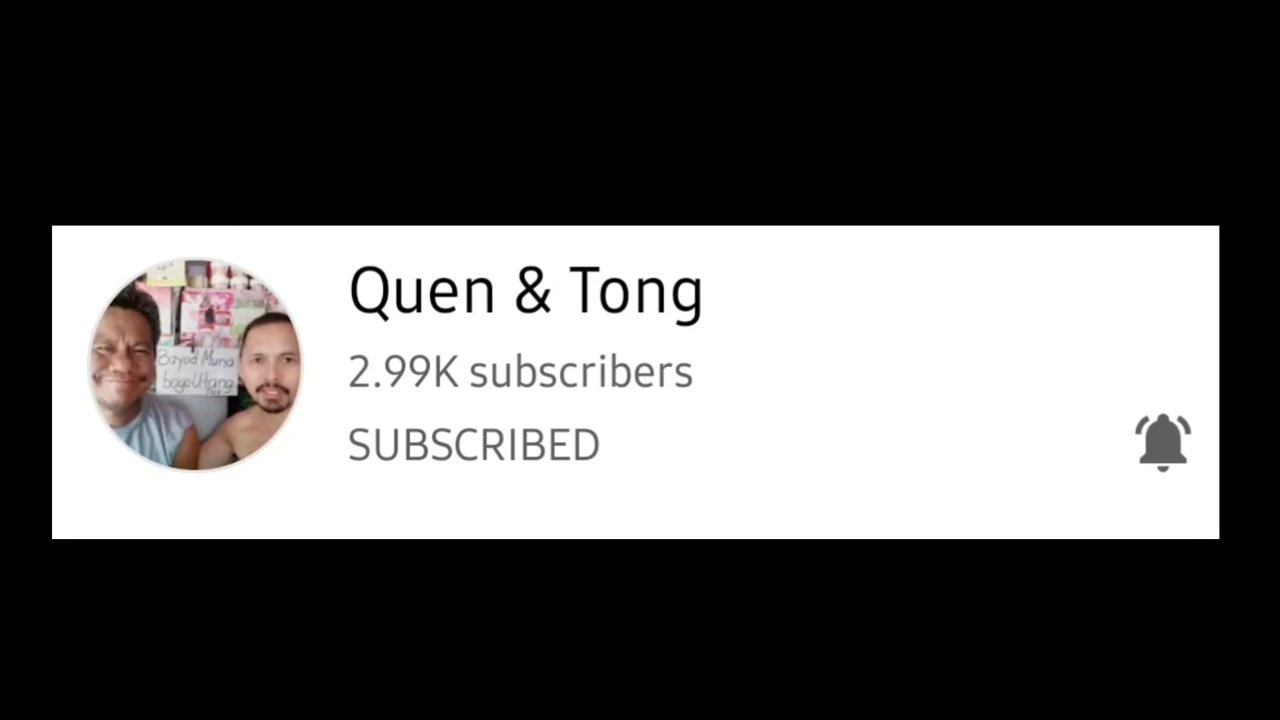 Quen & Tong
2.99K subscribers
SUBSCRIBED
Bayad Muna
bago Utang